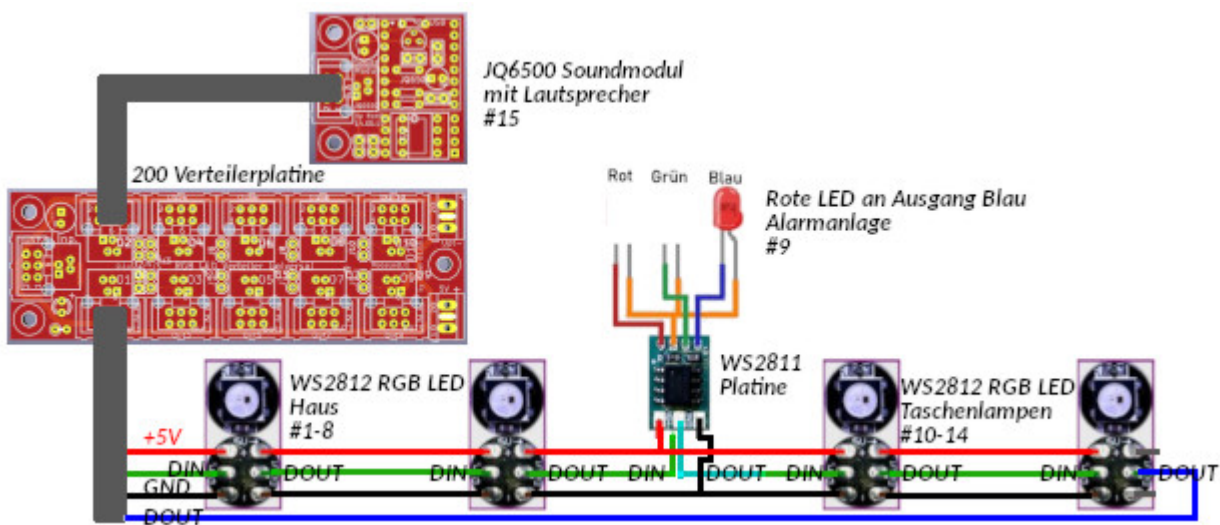 JQ6500 Soundmodul
mit Lautsprecher
#15
200 Verteilerplatine
Rot Grün Blau
Rote LED an Ausgang Blau
Alarmanlage
#9
WS2811
Platine
WS2812 RGB LED
Haus
#1-8
WS2812 RGB LED
Taschenlampen
#10-14
+5V
DIN DOUT DIN DOUT DIN DOUT DIN DOUT DIN DOUT
GND
DOUT